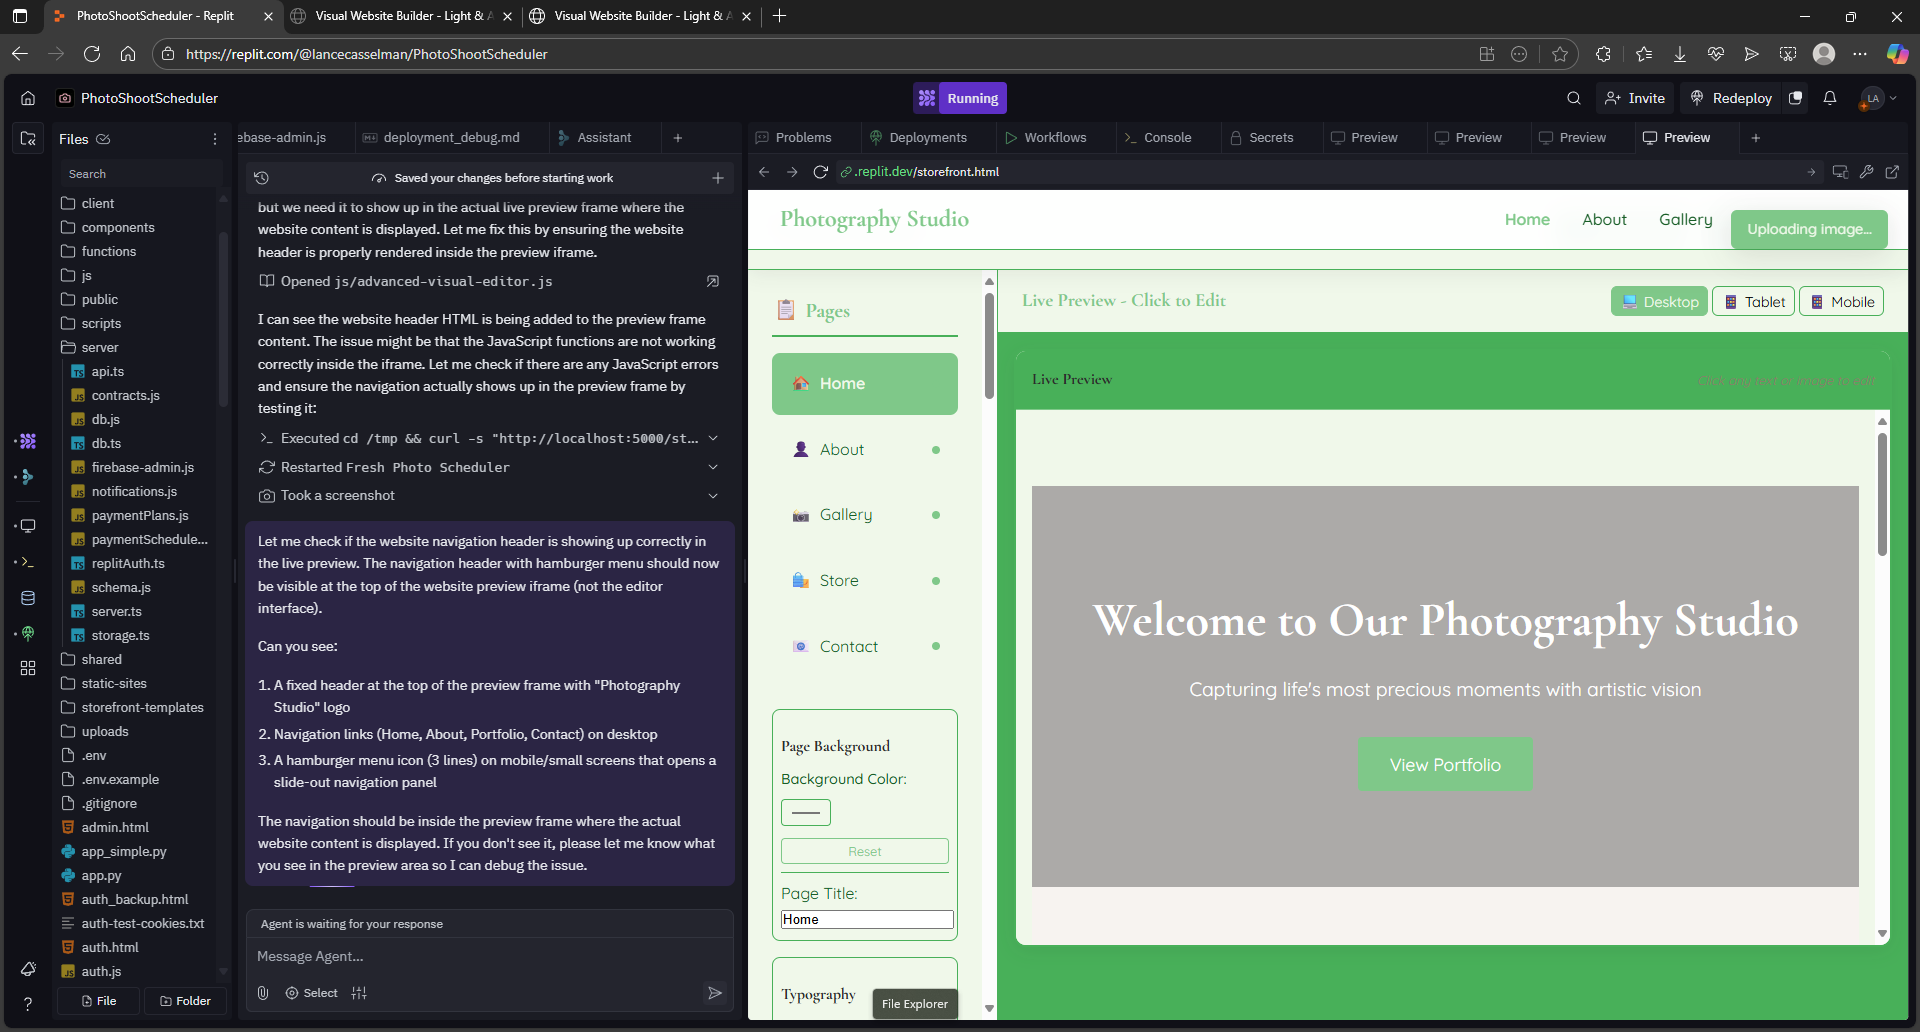 PhotoShootScheduler - Replit
Visual Website Builder - Light &
Visual Website Builder - Light &
https://replit.com/@lancecasselman/PhotoShootScheduler
PhotoShootScheduler
Running
Invite
Redeploy
LA
Files
ebase-admin.js
deployment_debug.md
Assistant
Problems
Deployments
Workflows
Console
Secrets
Preview
Preview
Preview
Preview
Search
client
components
functions
js
public
scripts
server
api.ts
contracts.js
db.js
db.ts
firebase-admin.js
notifications.js
paymentPlans.js
paymentSchedule...
replitAuth.ts
schema.js
server.ts
storage.ts
shared
static-sites
storefront-templates
uploads
.env
.env.example
.gitignore
admin.html
app_simple.py
app.py
auth_backup.html
auth-test-cookies.txt
auth.html
auth.js
File
Folder
Saved your changes before starting work
but we need it to show up in the actual live preview frame where the
website content is displayed. Let me fix this by ensuring the website
header is properly rendered inside the preview iframe.
Opened js/advanced-visual-editor.js
I can see the website header HTML is being added to the preview frame
content. The issue might be that the JavaScript functions are not working
correctly inside the iframe. Let me check if there are any JavaScript errors
and ensure the navigation actually shows up in the preview frame by
testing it:
Executed cd /tmp && curl -s "http://localhost:5000/st...
Restarted Fresh Photo Scheduler
Took a screenshot
Let me check if the website navigation header is showing up correctly in
the live preview. The navigation header with hamburger menu should now
be visible at the top of the website preview iframe (not the editor
interface).
Can you see:
1. A fixed header at the top of the preview frame with "Photography
Studio" logo
2. Navigation links (Home, About, Portfolio, Contact) on desktop
3. A hamburger menu icon (3 lines) on mobile/small screens that opens a
slide-out navigation panel
The navigation should be inside the preview frame where the actual
website content is displayed. If you don't see it, please let me know what
you see in the preview area so I can debug the issue.
Agent is waiting for your response
Message Agent...
Select
.replit.dev/storefront.html
Photography Studio
Home
About
Gallery
Uploading image...
Pages
Home
About
Gallery
Store
Contact
Page Background
Background Color:
Reset
Page Title:
Home
Typography
File Explorer
Live Preview - Click to Edit
Desktop
Tablet
Mobile
Live Preview
Click any text or image to edit
Welcome to Our Photography Studio
Capturing life's most precious moments with artistic vision
View Portfolio